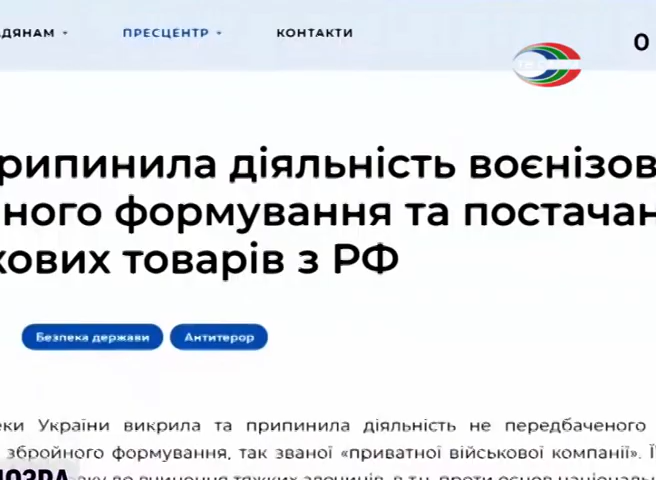 ДЯНАМ ПРЕСЦЕНТР КОНТАКТИ
0
рипинила діяльність воєнізов
ного формування та постачан
кових товарів з РФ
Безпека держави Антитерор
еки України викрила та припинила діяльність не передбаченого
збройного формування, так званої «приватної військової компанії». Ї